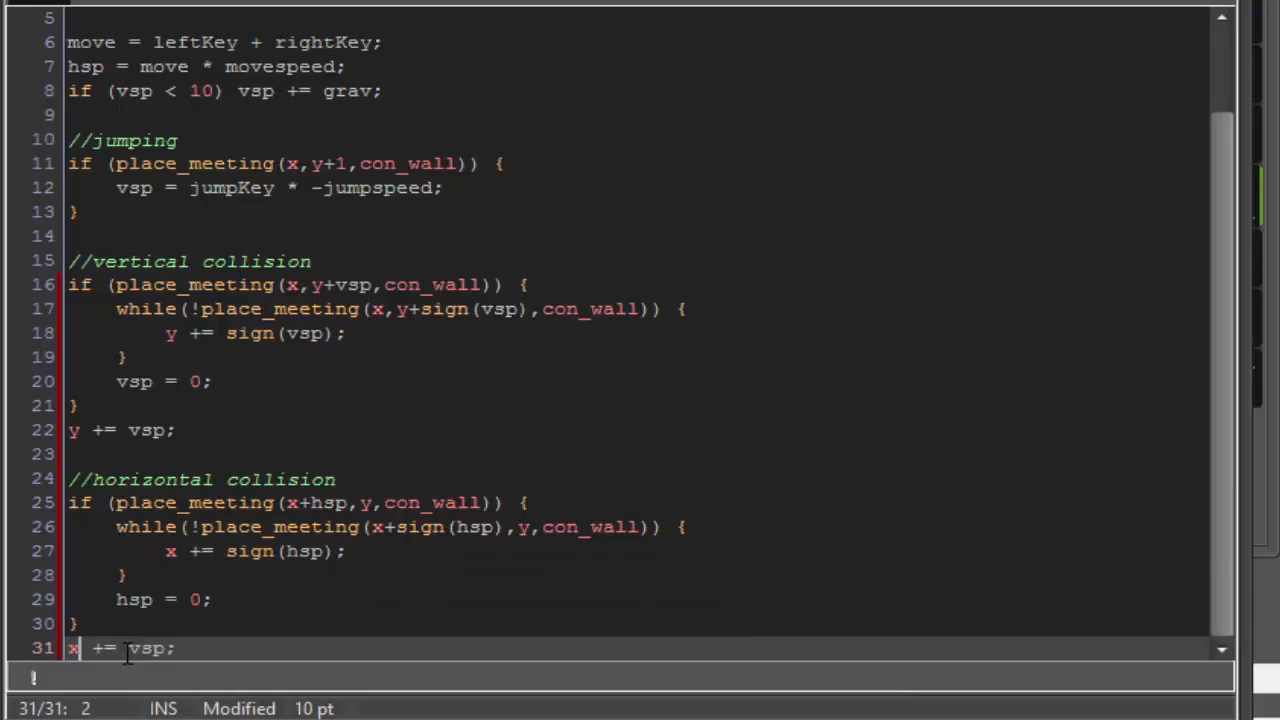 5
6 move = leftKey + rightKey;
7 hsp = move * movespeed;
8 if (vsp < 10) vsp += grav;
9
10 //jumping
11 if (place_meeting(x,y+1,con_wall)) {
12 vsp = jumpKey * -jumpspeed;
13 }
14
15 //vertical collision
16 if (place_meeting(x,y+vsp,con_wall)) {
17 while(!place_meeting(x,y+sign(vsp),con_wall)) {
18 y += sign(vsp);
19 }
20 vsp = 0;
21 }
22 y += vsp;
23
24 //horizontal collision
25 if (place_meeting(x+hsp,y,con_wall)) {
26 while(!place_meeting(x+sign(hsp),y,con_wall)) {
27 x += sign(hsp);
28 }
29 hsp = 0;
30 }
31 x += vsp;
!
31/31: 2 INS Modified 10 pt